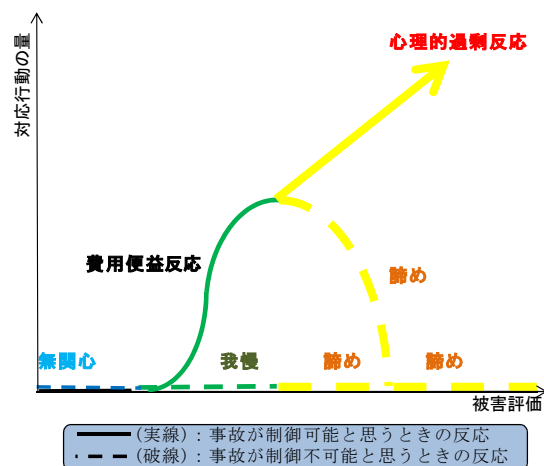 心理的過剰反応
対応行動の量
費用便益反応
諦め
無関心
我慢
諦め
諦め
被害評価
(実線)：事故が制御可能と思うときの反応
(破線)：事故が制御不可能と思うときの反応